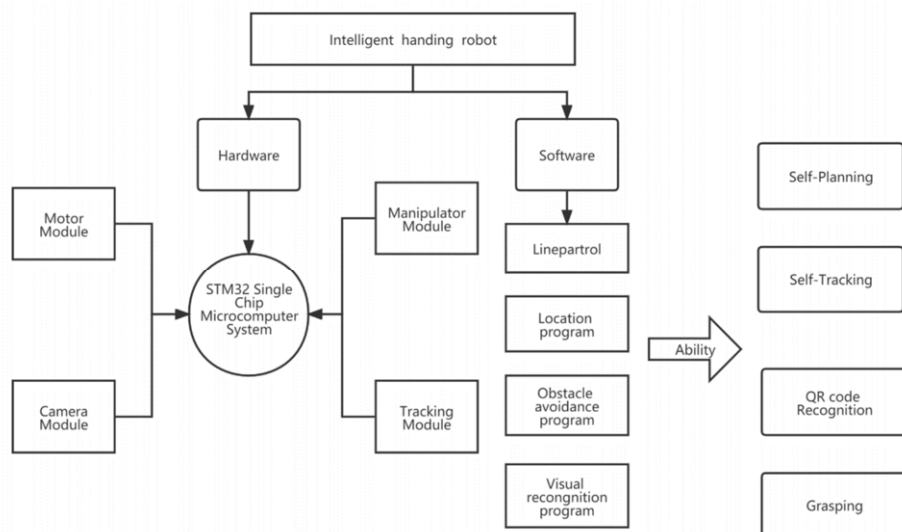 Intelligent handing robot
Hardware
Software
Self-Planning
Motor
Module
Manipulator
Module
Linepartrol
STM32 Single
Chip
Microcomputer
System
Self-Tracking
Location
program
Ability
Camera
Module
Tracking
Module
Obstacle
avoidance
program
QR code
Recognition
Visual
recongnition
program
Grasping